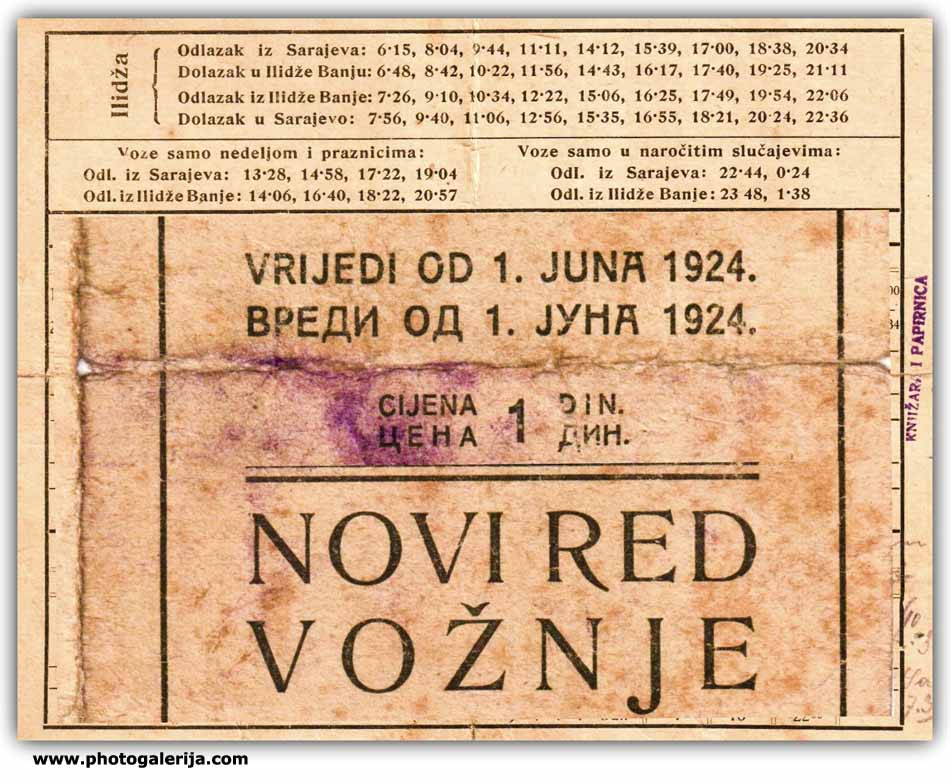 Ilidža
Odlazak iz Sarajeva: 6·15, 8·04, 9·44, 11·11, 14·12, 15·39, 17·00, 18·38, 20·34
Dolazak u Ilidže Banju: 6·48, 8·42, 10·22, 11·56, 14·43, 16·17, 17·40, 19·25, 21·11
Odlazak iz Ilidže Banje: 7·26, 9·10, 10·34, 12·22, 15·06, 16·25, 17·49, 19·54, 22·06
Dolazak u Sarajevo: 7·56, 9·40, 11·06, 12·56, 15·35, 16·55, 18·21, 20·24, 22·36
Voze samo nedeljom i praznicima:
Odl. iz Sarajeva: 13·28, 14·58, 17·22, 19·04
Odl. iz Ilidže Banje: 14·06, 16·40, 18·22, 20·57
Voze samo u naročitim slučajevima:
Odl. iz Sarajeva: 22·44, 0·24
Odl. iz Ilidže Banje: 23 48, 1·38
VRIJEDI OD 1. JUNA 1924.
ВРЕДИ ОД 1. ЈУНА 1924.
CIJENA 1 DIN.
ЦЕНА ДИН.
NOVI RED
VOŽNJE
KNJIŽARA I PAPIRNICA
www.photogalerija.com